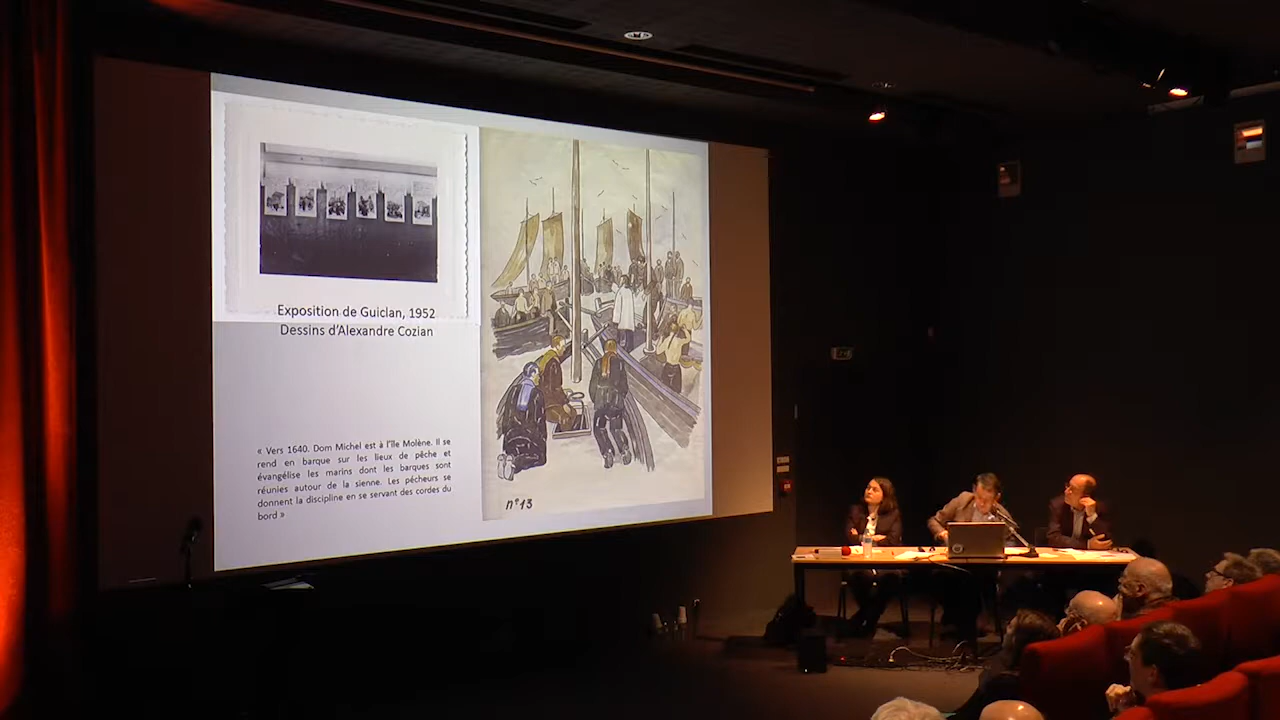 Exposition de Guiclan, 1952
Dessins d'Alexandre Cozian
« Vers 1640. Dom Michel est à l'île Molène. Il se
rend en barque sur les lieux de pêche et
évangélise les marins dont les barques sont
réunies autour de la sienne. Les pécheurs se
donnent la discipline en se servant des cordes du
bord »
n°13